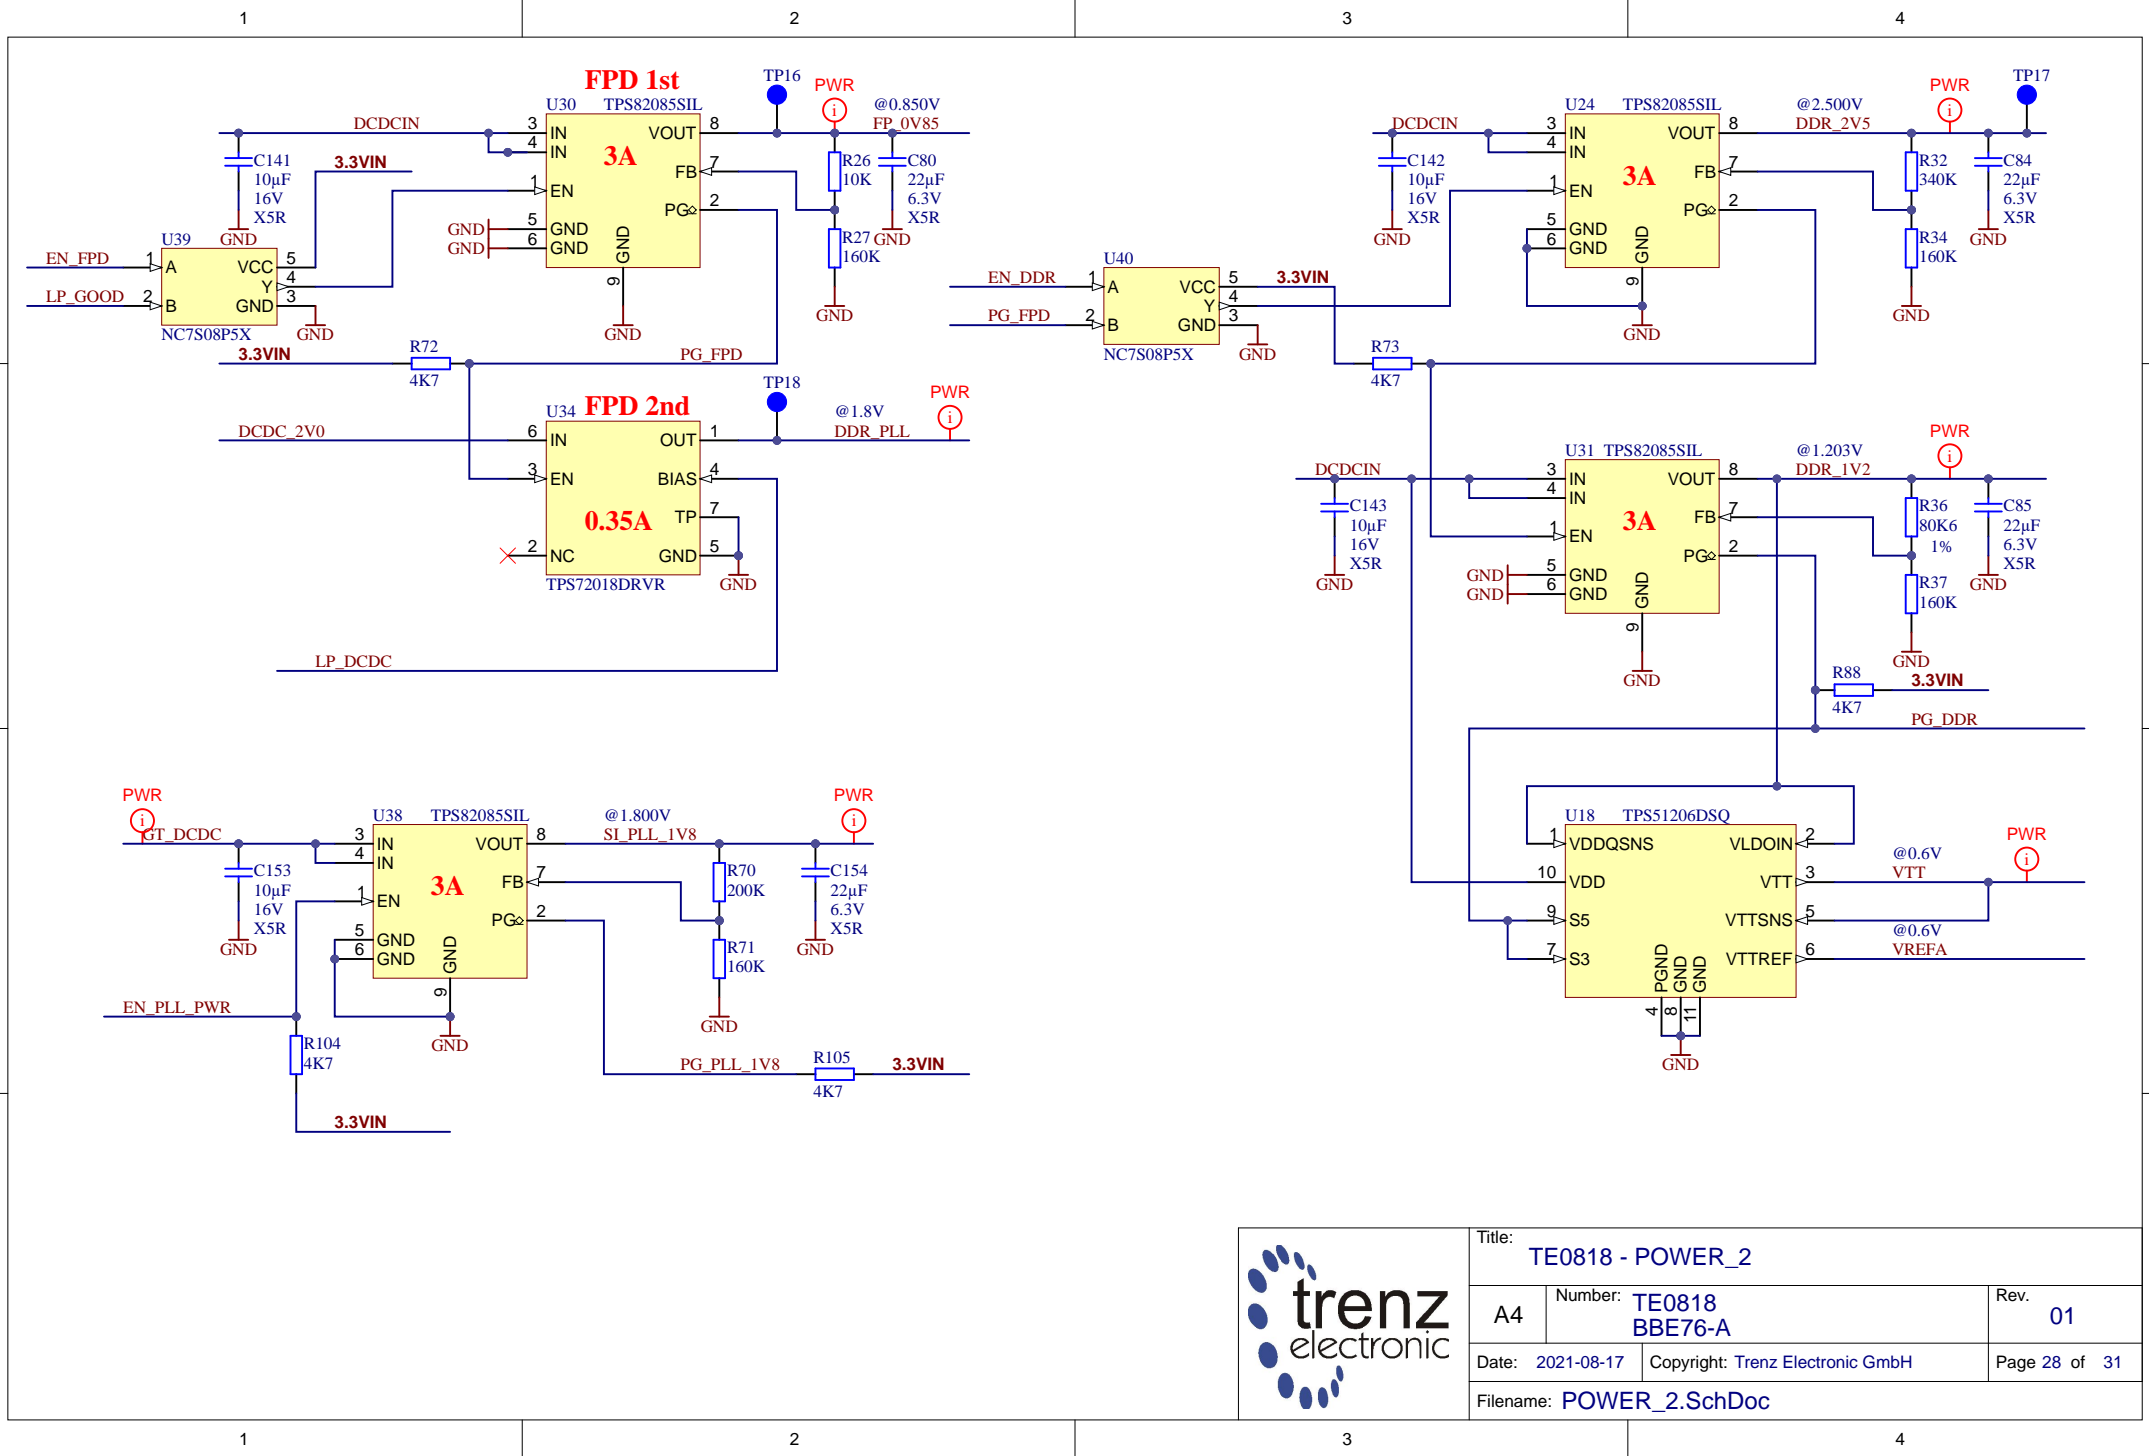 1 2 3 4
FPD 1st
U30 TPS82085SIL
TP16
PWR
i
@0.850V
FP_0V85
DCDCIN
3 IN
4 IN
VOUT 8
3A
FB 7
1 EN
PG 2
5 GND
6 GND
GND
9
GND
GND
GND
C141
10µF
16V
X5R
GND
3.3VIN
R26
10K
C80
22µF
6.3V
X5R
GND
R27
160K
GND
U39
EN_FPD
1 A
VCC 5
Y 4
LP_GOOD
2 B
GND 3
NC7S08P5X
GND
3.3VIN
R72
4K7
PG_FPD
FPD 2nd
U34
TP18
PWR
i
@1.8V
DDR_PLL
DCDC_2V0
6 IN
OUT 1
3 EN
BIAS 4
0.35A
TP 7
2 NC
GND 5
TPS72018DRVR
GND
LP_DCDC
PWR
i
GT_DCDC
U38 TPS82085SIL
@1.800V
SI_PLL_1V8
PWR
i
3 IN
4 IN
VOUT 8
3A
FB 7
1 EN
PG 2
5 GND
6 GND
GND
9
GND
C153
10µF
16V
X5R
GND
R70
200K
C154
22µF
6.3V
X5R
GND
R71
160K
GND
EN_PLL_PWR
R104
4K7
3.3VIN
PG_PLL_1V8
R105
4K7
3.3VIN
U24 TPS82085SIL
@2.500V
DDR_2V5
PWR
i
TP17
DCDCIN
3 IN
4 IN
VOUT 8
3A
FB 7
1 EN
PG 2
5 GND
6 GND
GND
9
GND
C142
10µF
16V
X5R
GND
R32
340K
C84
22µF
6.3V
X5R
GND
R34
160K
GND
U40
EN_DDR
1 A
VCC 5
Y 4
PG_FPD
2 B
GND 3
NC7S08P5X
GND
3.3VIN
R73
4K7
U31 TPS82085SIL
@1.203V
DDR_1V2
PWR
i
DCDCIN
3 IN
4 IN
VOUT 8
3A
FB 7
1 EN
PG 2
5 GND
6 GND
GND
9
GND
GND
GND
C143
10µF
16V
X5R
GND
R36
80K6
1%
C85
22µF
6.3V
X5R
GND
R37
160K
GND
R88
4K7
3.3VIN
PG_DDR
U18 TPS51206DSQ
1 VDDQSNS
VLDOIN 2
10 VDD
VTT 3
9 S5
VTTSNS 5
7 S3
VTTREF 6
PGND
GND
GND
4
8
11
GND
@0.6V
VTT
PWR
i
@0.6V
VREFA
trenz
electronic
Title:
TE0818 - POWER_2
A4
Number: TE0818
BBE76-A
Rev.
01
Date: 2021-08-17
Copyright: Trenz Electronic GmbH
Page 28 of 31
Filename: POWER_2.SchDoc
1 2 3 4